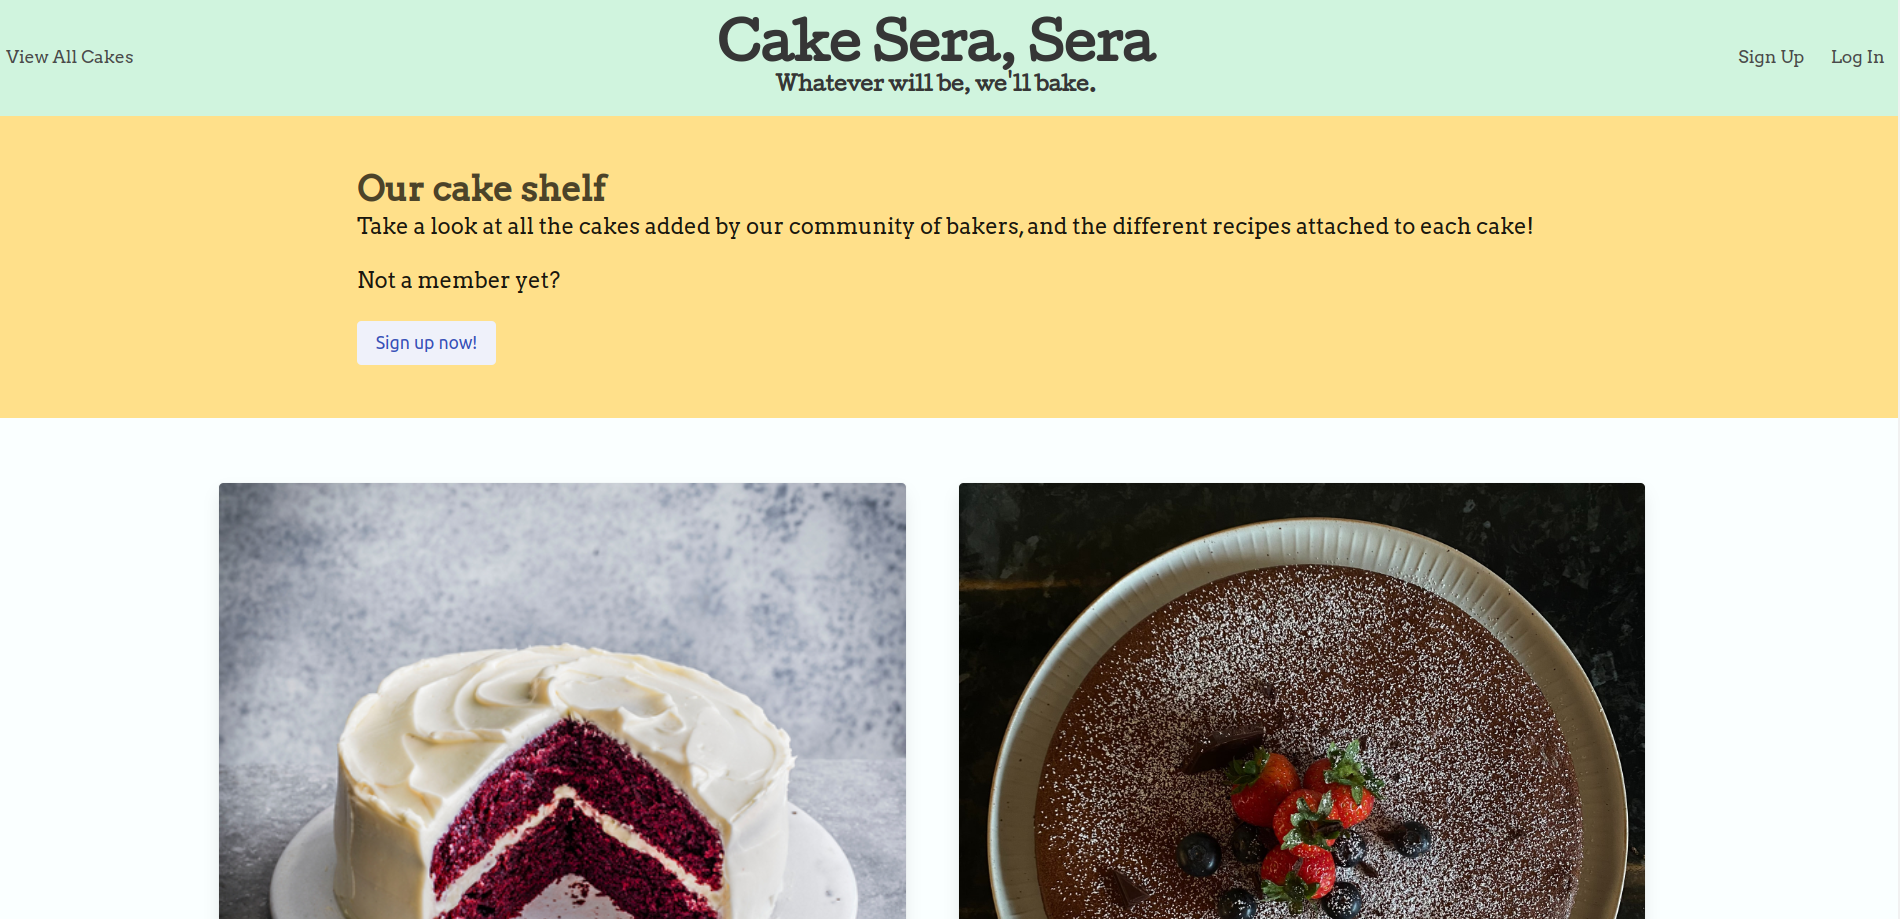 View All Cakes
Cake Sera, Sera
Whatever will be, we'll bake.
Sign Up
Log In
Our cake shelf
Take a look at all the cakes added by our community of bakers, and the different recipes attached to each cake!
Not a member yet?
Sign up now!